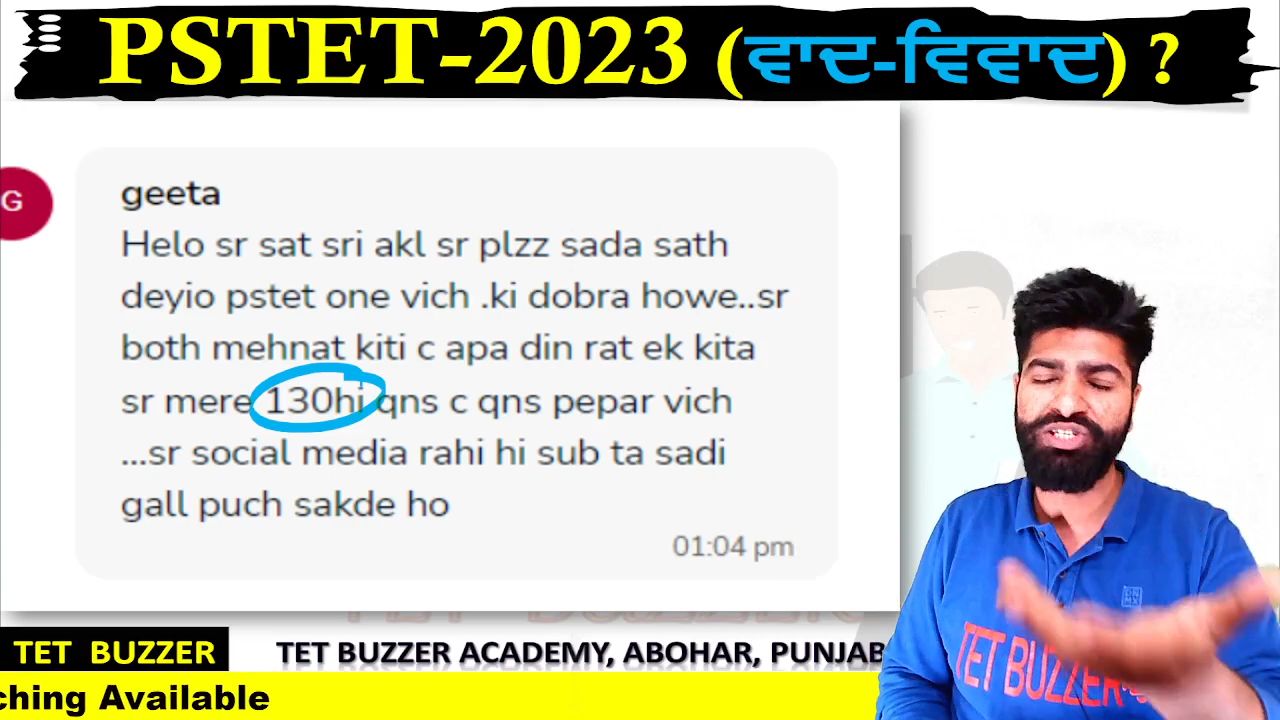 PSTET-2023 (ਵਾਦ-ਵਿਵਾਦ) ?
G
geeta
Helo sr sat sri akl sr plzz sada sath
deyio pstet one vich .ki dobra howe..sr
both mehnat kiti c apa din rat ek kita
sr mere 130hi qns c qns pepar vich
...sr social media rahi hi sub ta sadi
gall puch sakde ho
01:04 pm
TET BUZZER
TET BUZZER ACADEMY, ABOHAR, PUNJAB
ching Available
TET BUZZER
DNMX